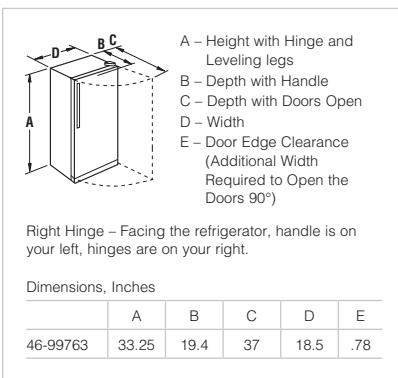 D
B C
A
A – Height with Hinge and
Leveling legs
B – Depth with Handle
C – Depth with Doors Open
D – Width
E – Door Edge Clearance
(Additional Width
Required to Open the
Doors 90°)
Right Hinge – Facing the refrigerator, handle is on
your left, hinges are on your right.
Dimensions, Inches
A B C D E
46-99763 33.25 19.4 37 18.5 .78